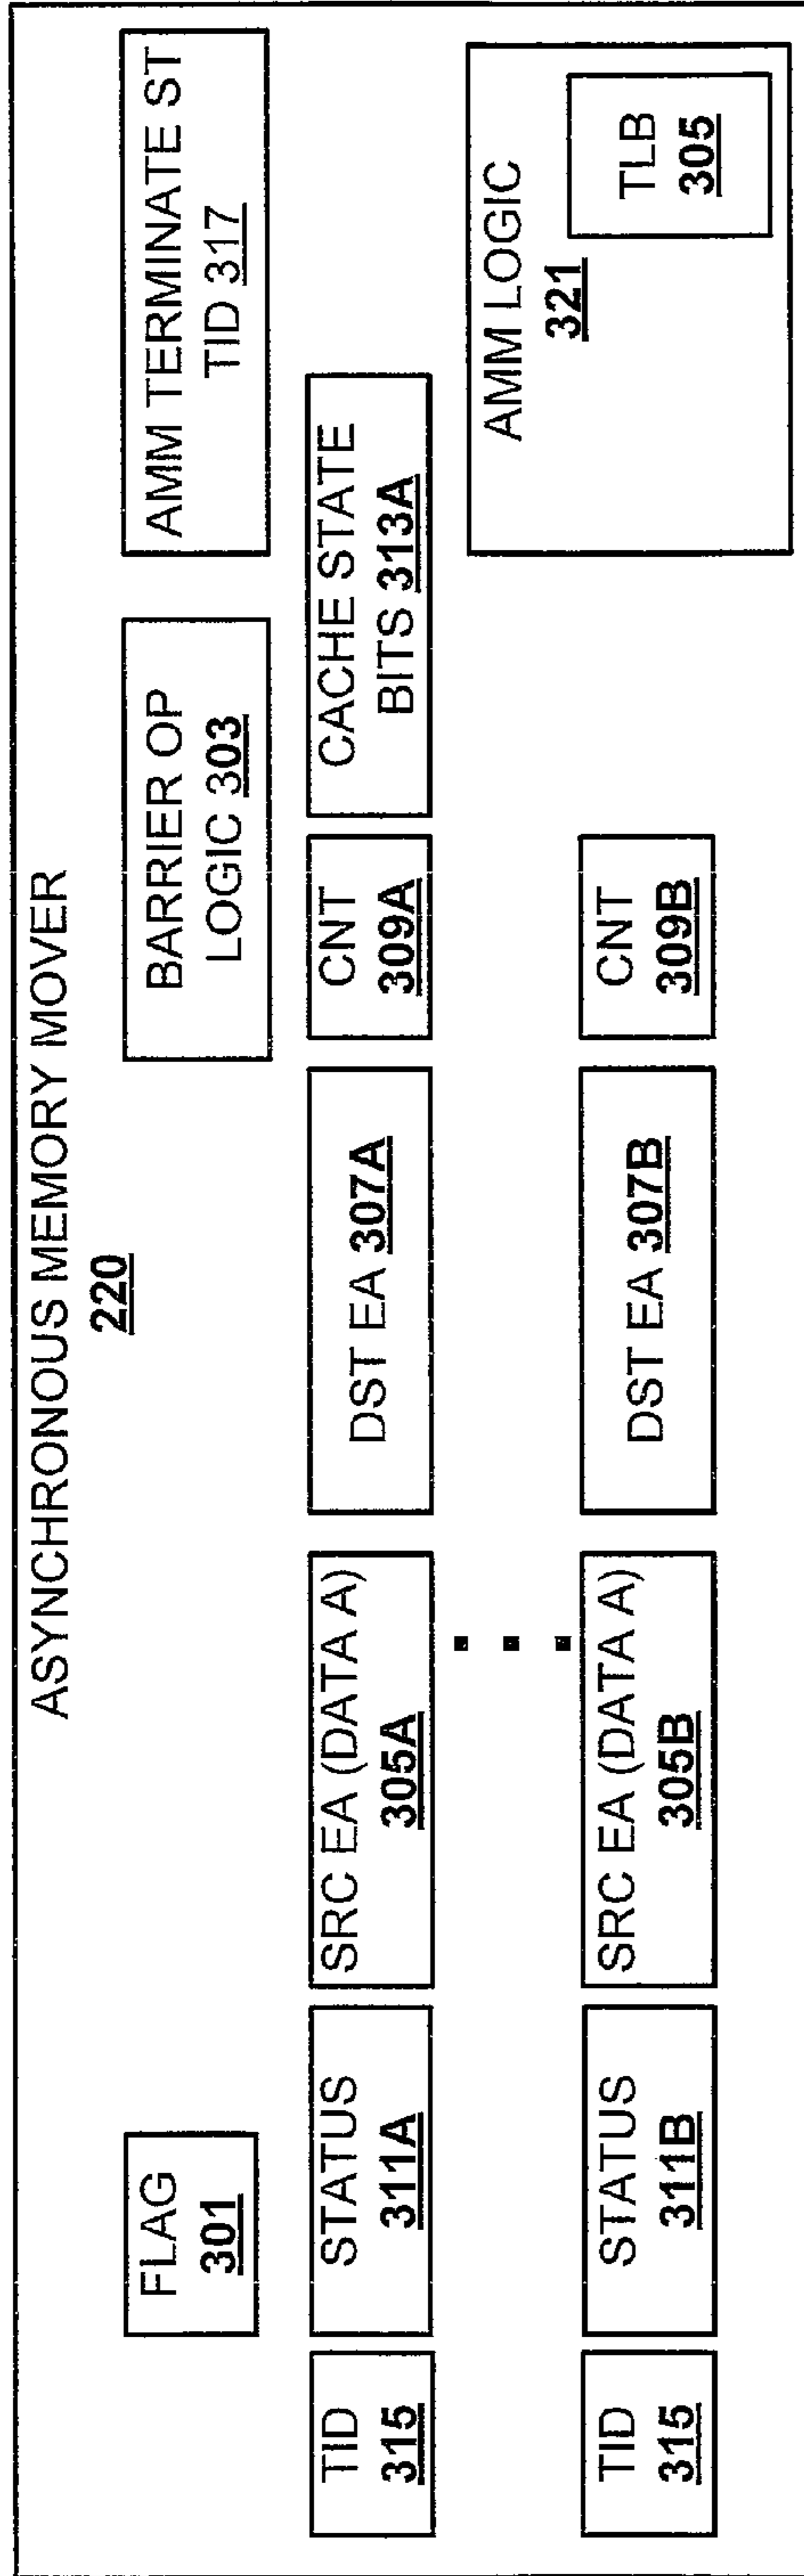 ASYNCHRONOUS MEMORY MOVER
220
FLAG
301
BARRIER OP
LOGIC 303
AMM TERMINATE ST
TID 317
TID
315
STATUS
311A
SRC EA (DATA A)
305A
DST EA 307A
CNT
309A
CACHE STATE
BITS 313A
TID
315
STATUS
311B
SRC EA (DATA A)
305B
DST EA 307B
CNT
309B
AMM LOGIC
321
TLB
305